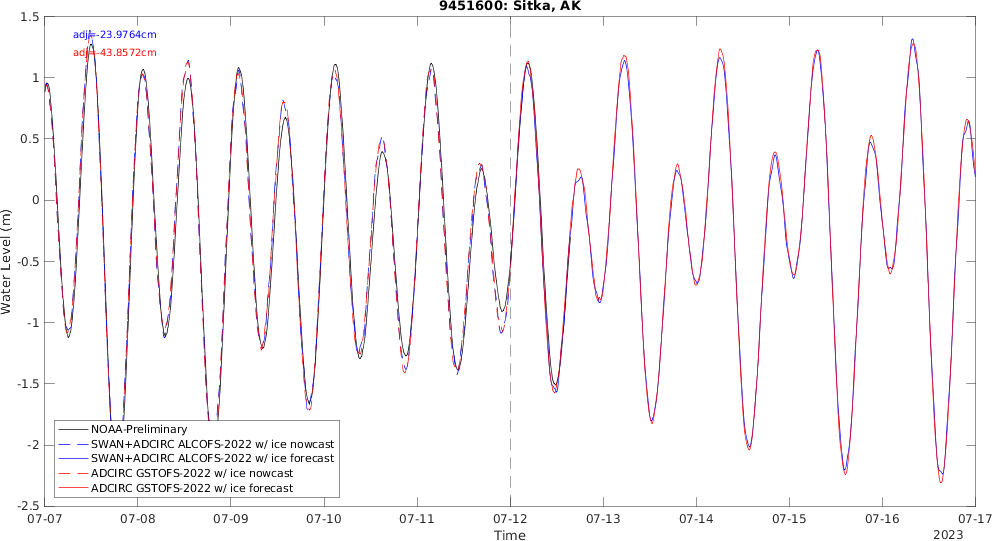 9451600: Sitka, AK
adj=-23.9764cm
adj=-43.8572cm
1.5
1
0.5
0
-0.5
-1
-1.5
-2
-2.5
Water Level (m)
NOAA-Preliminary
SWAN+ADCIRC ALCOFS-2022 w/ ice nowcast
SWAN+ADCIRC ALCOFS-2022 w/ ice forecast
ADCIRC GSTOFS-2022 w/ ice nowcast
ADCIRC GSTOFS-2022 w/ ice forecast
07-07 07-08 07-09 07-10 07-11 07-12 07-13 07-14 07-15 07-16 07-17
Time
2023